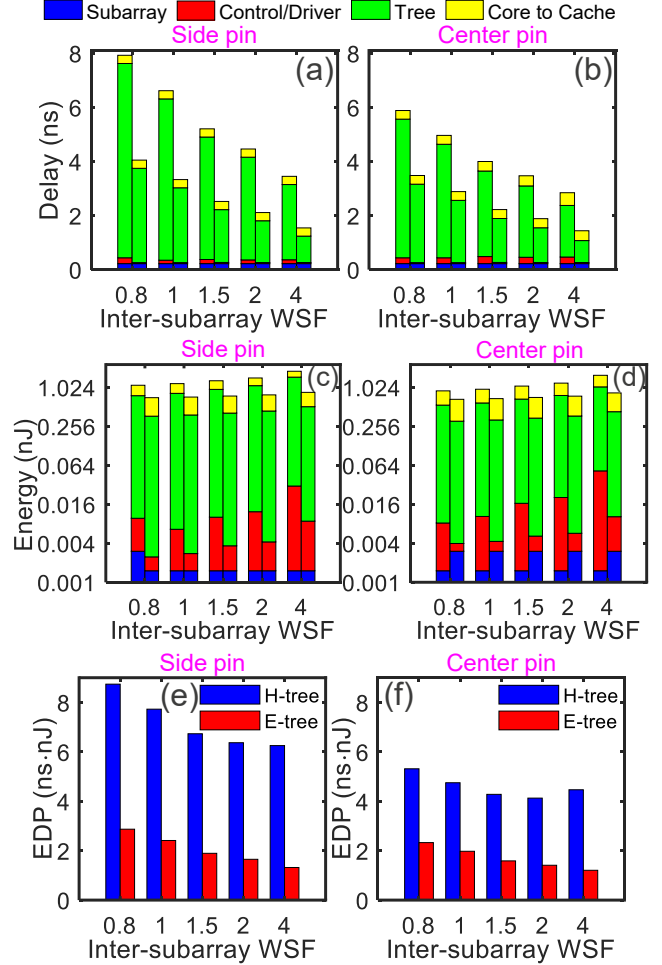 Subarray Control/Driver Tree Core to Cache
Side pin Center pin
(a) (b)
Delay (ns)
8 6 4 2 0
8 6 4 2 0
0.8 1 1.5 2 4 0.8 1 1.5 2 4
Inter-subarray WSF Inter-subarray WSF
Side pin Center pin
(c) (d)
Energy (nJ)
1.024 0.256 0.064 0.016 0.004 0.001
1.024 0.256 0.064 0.016 0.004 0.001
0.8 1 1.5 2 4 0.8 1 1.5 2 4
Inter-subarray WSF Inter-subarray WSF
Side pin Center pin
(e) H-tree (f) H-tree
E-tree E-tree
EDP (ns·nJ) EDP (ns·nJ)
8 6 4 2 0
8 6 4 2 0
0.8 1 1.5 2 4 0.8 1 1.5 2 4
Inter-subarray WSF Inter-subarray WSF